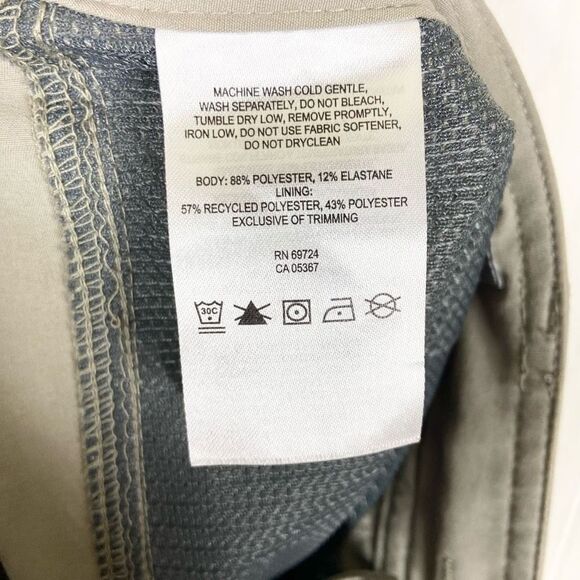 MACHINE WASH COLD GENTLE,
WASH SEPARATELY, DO NOT BLEACH,
TUMBLE DRY LOW, REMOVE PROMPTLY,
IRON LOW, DO NOT USE FABRIC SOFTENER,
DO NOT DRYCLEAN
BODY: 88% POLYESTER, 12% ELASTANE
LINING:
57% RECYCLED POLYESTER, 43% POLYESTER
EXCLUSIVE OF TRIMMING
RN 69724
CA 05367
30C